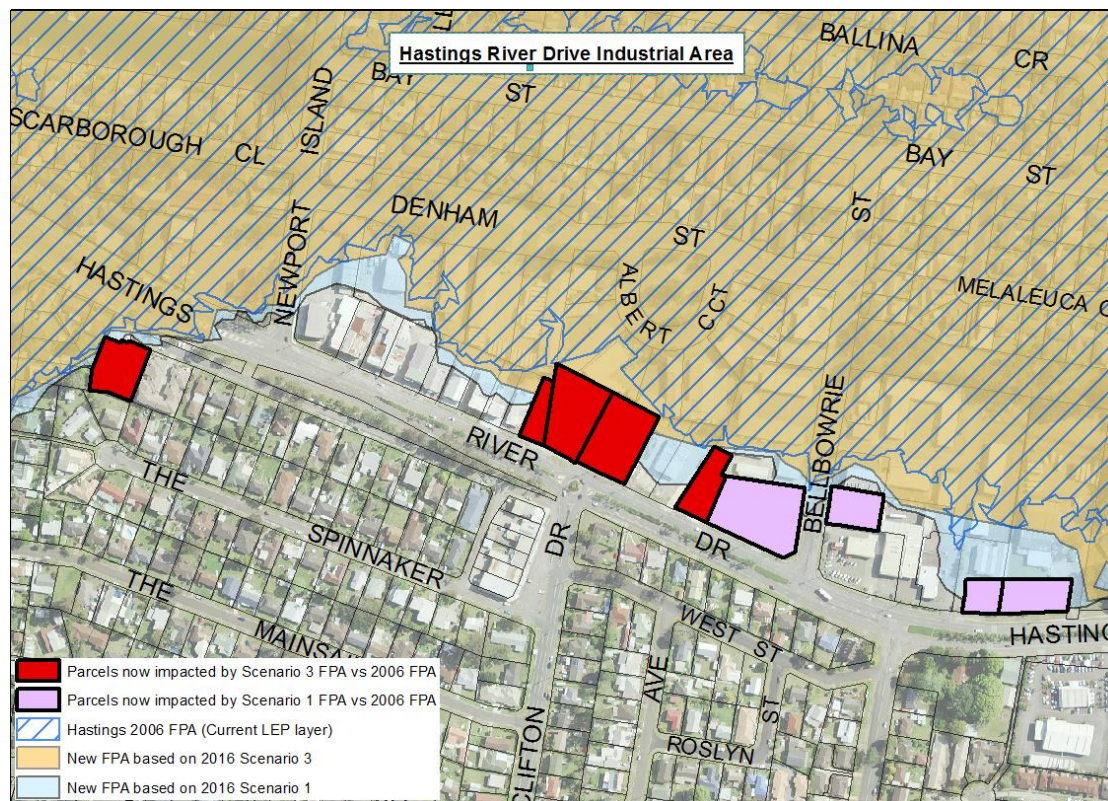 Hastings River Drive Industrial Area
BALLINA CR
BAY ST
BAY ST
SCARBOROUGH CL
NEWPORT ISLAND
DENHAM ST
ALBERT CCT
ST
MELALEUCA
HASTINGS RIVER DR
BELLBOWRIE
THE SPINNAKER
THE
CLIFTON DR
WEST ST
AVE
ST
ROSLYN
Parcels now impacted by Scenario 3 FPA vs 2006 FPA
Parcels now impacted by Scenario 1 FPA vs 2006 FPA
Hastings 2006 FPA (Current LEP layer)
New FPA based on 2016 Scenario 3
New FPA based on 2016 Scenario 1